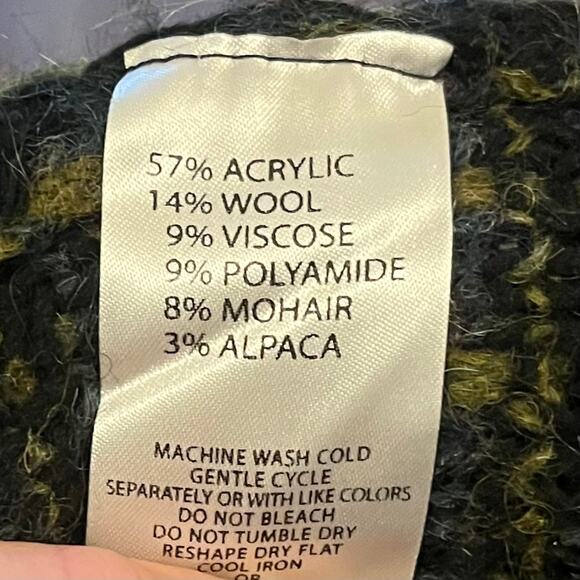 57% ACRYLIC
14% WOOL
9% VISCOSE
9% POLYAMIDE
8% MOHAIR
3% ALPACA
MACHINE WASH COLD
GENTLE CYCLE
SEPARATELY OR WITH LIKE COLORS
DO NOT BLEACH
DO NOT TUMBLE DRY
RESHAPE DRY FLAT
COOL IRON
OR